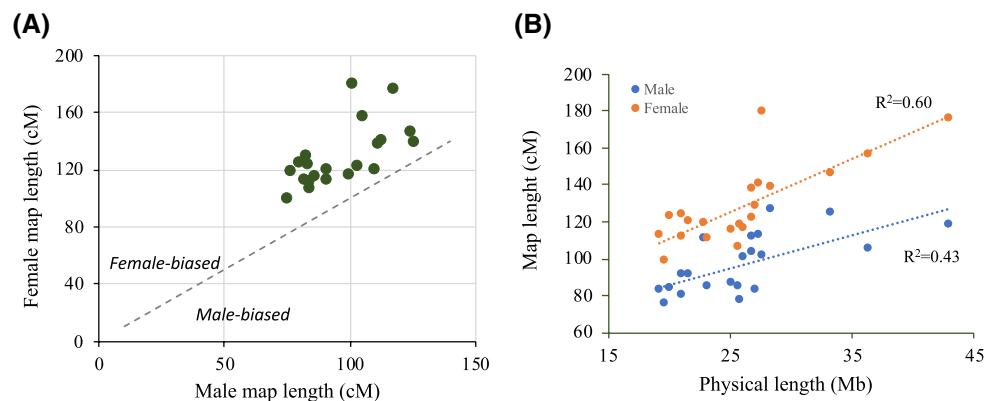 (A)
200
160
120
80
40
0
Female map length (cM)
Female-biased
Male-biased
0 50 100 150
Male map length (cM)
(B)
200
180
160
140
120
100
80
60
Map lenght (cM)
Male
Female
R²=0.60
R²=0.43
15 25 35 45
Physical length (Mb)